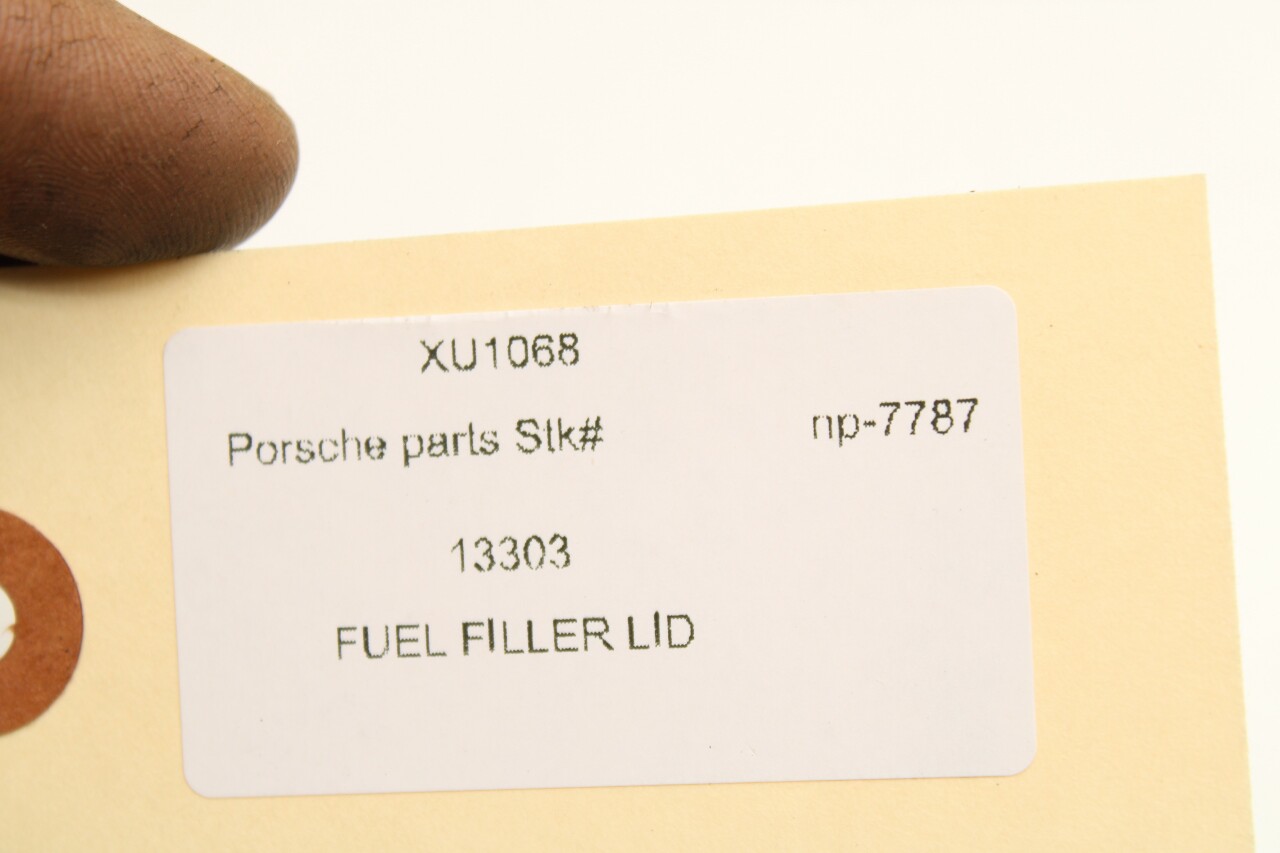 XU1068
Porsche parts Stk# np-7787
13303
FUEL FILLER LID